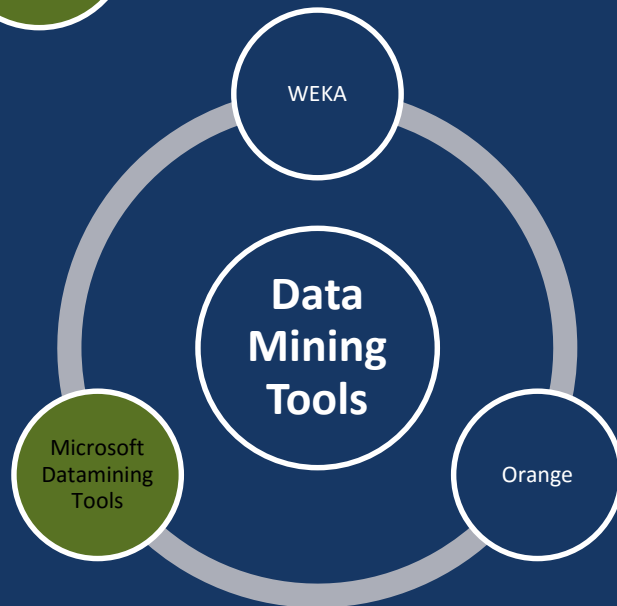 WEKA
Data
Mining
Tools
Microsoft
Datamining
Tools
Orange